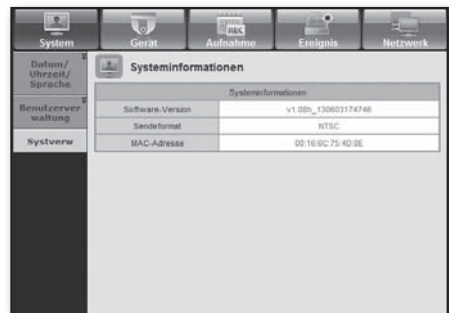 System Gerät Aufnahme Ereignis Netzwerk
REC
Datum/
Uhrzeit/
Sprache
Benutzerver
waltung
Systverw
Systeminformationen
Systeminformationen
Software-Version v1.08h_130603174746
Sendeformat NTSC
MAC-Adresse 00:16:6C:75:4D:8E